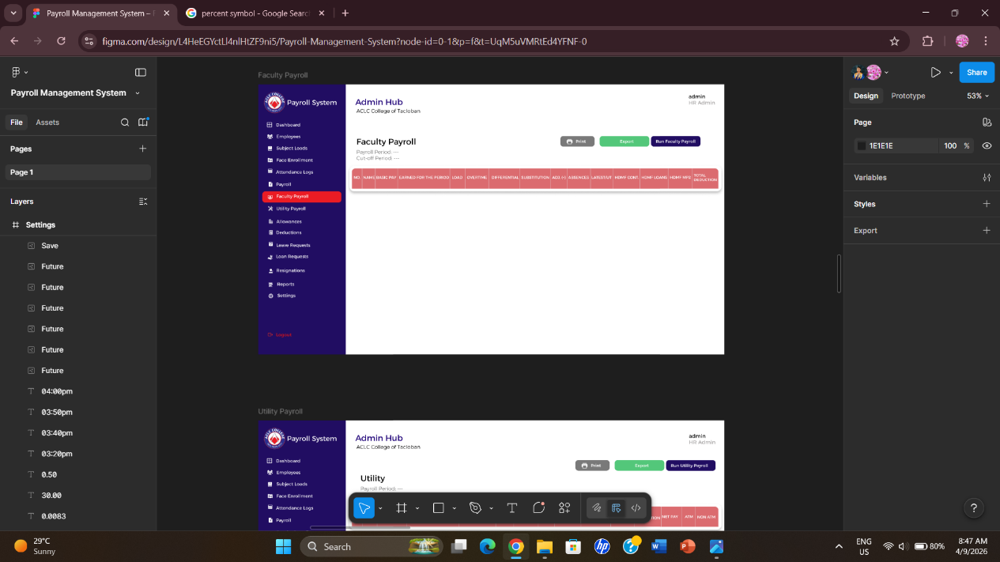 Payroll Management System –
percent symbol - Google Searc
figma.com/design/L4HeEGYctLl4nlHtZF9ni5/Payroll-Management-System?node-id=0-1&p=f&t=UqM5uVMRtEd4YFNF-0
Payroll Management System
File
Assets
Pages
Page 1
Layers
Settings
Save
Future
Future
Future
Future
Future
Future
04:00pm
03:50pm
03:40pm
03:20pm
0.50
30.00
0.0083
Faculty Payroll
ACLC COLLEGE
Payroll System
Dashboard
Employees
Subject Loads
Face Enrollment
Attendance Logs
Payroll
Faculty Payroll
Utility Payroll
Allowances
Deductions
Leave Requests
Loan Requests
Resignations
Reports
Settings
Logout
Admin Hub
ACLC College of Tacloban
admin
HR Admin
Faculty Payroll
Payroll Period: ---
Cut-off Period: ---
Print
Export
Run Faculty Payroll
NO. NAME BASIC PAY EARNED FOR THE PERIOD LOAD OVERTIME DIFFERENTIAL SUBSTITUTION ADJ. (+) ABSENCES LATEST/UT HDMF CONT. HDMF LOANS HDMF MP2 TOTAL DEDUCTION
Utility Payroll
ACLC COLLEGE
Payroll System
Dashboard
Employees
Subject Loads
Face Enrollment
Attendance Logs
Payroll
Admin Hub
ACLC College of Tacloban
admin
HR Admin
Print
Export
Run Utility Payroll
Utility
Payroll Period: ---
NET PAY ATM NON ATM
Share
Design
Prototype
53%
Page
1E1E1E
100 %
Variables
Styles
Export
?
29°C
Sunny
Search
ENG
US
80%
8:47 AM
4/9/2026